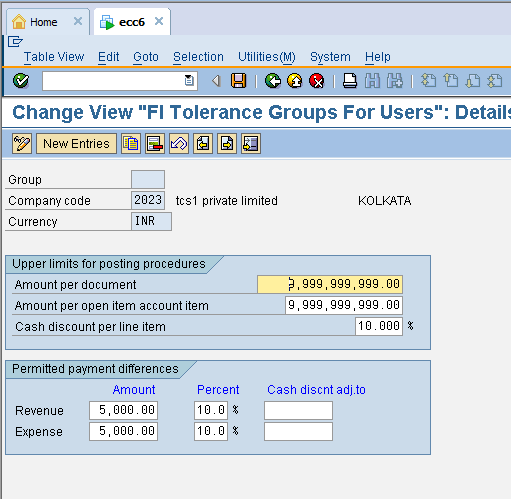 Home ecc6
Table View Edit Goto Selection Utilities(M) System Help
Change View "FI Tolerance Groups For Users": Details
New Entries
Group
Company code 2023 tcs1 private limited KOLKATA
Currency INR
Upper limits for posting procedures
Amount per document ,999,999,999.00
Amount per open item account item 9,999,999,999.00
Cash discount per line item 10.000 %
Permitted payment differences
Amount Percent Cash discnt adj.to
Revenue 5,000.00 10.0 %
Expense 5,000.00 10.0 %